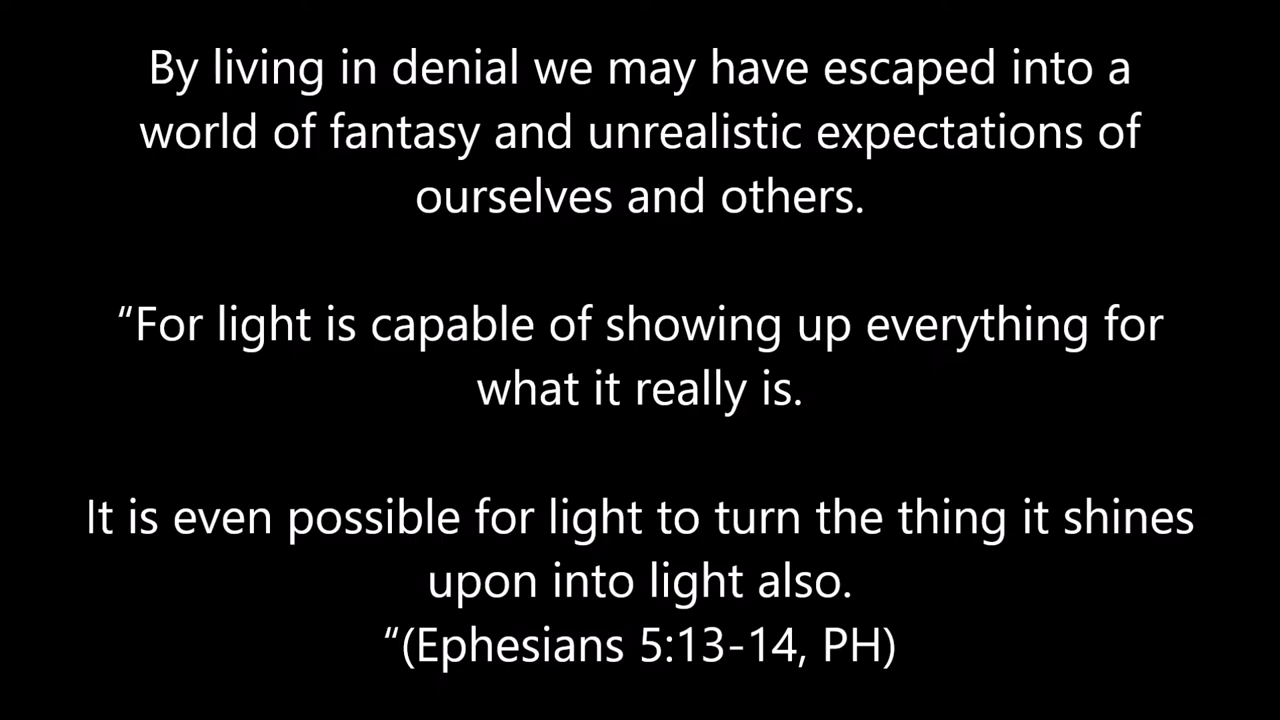 By living in denial we may have escaped into a
world of fantasy and unrealistic expectations of
ourselves and others.
“For light is capable of showing up everything for
what it really is.
It is even possible for light to turn the thing it shines
upon into light also.
“(Ephesians 5:13-14, PH)